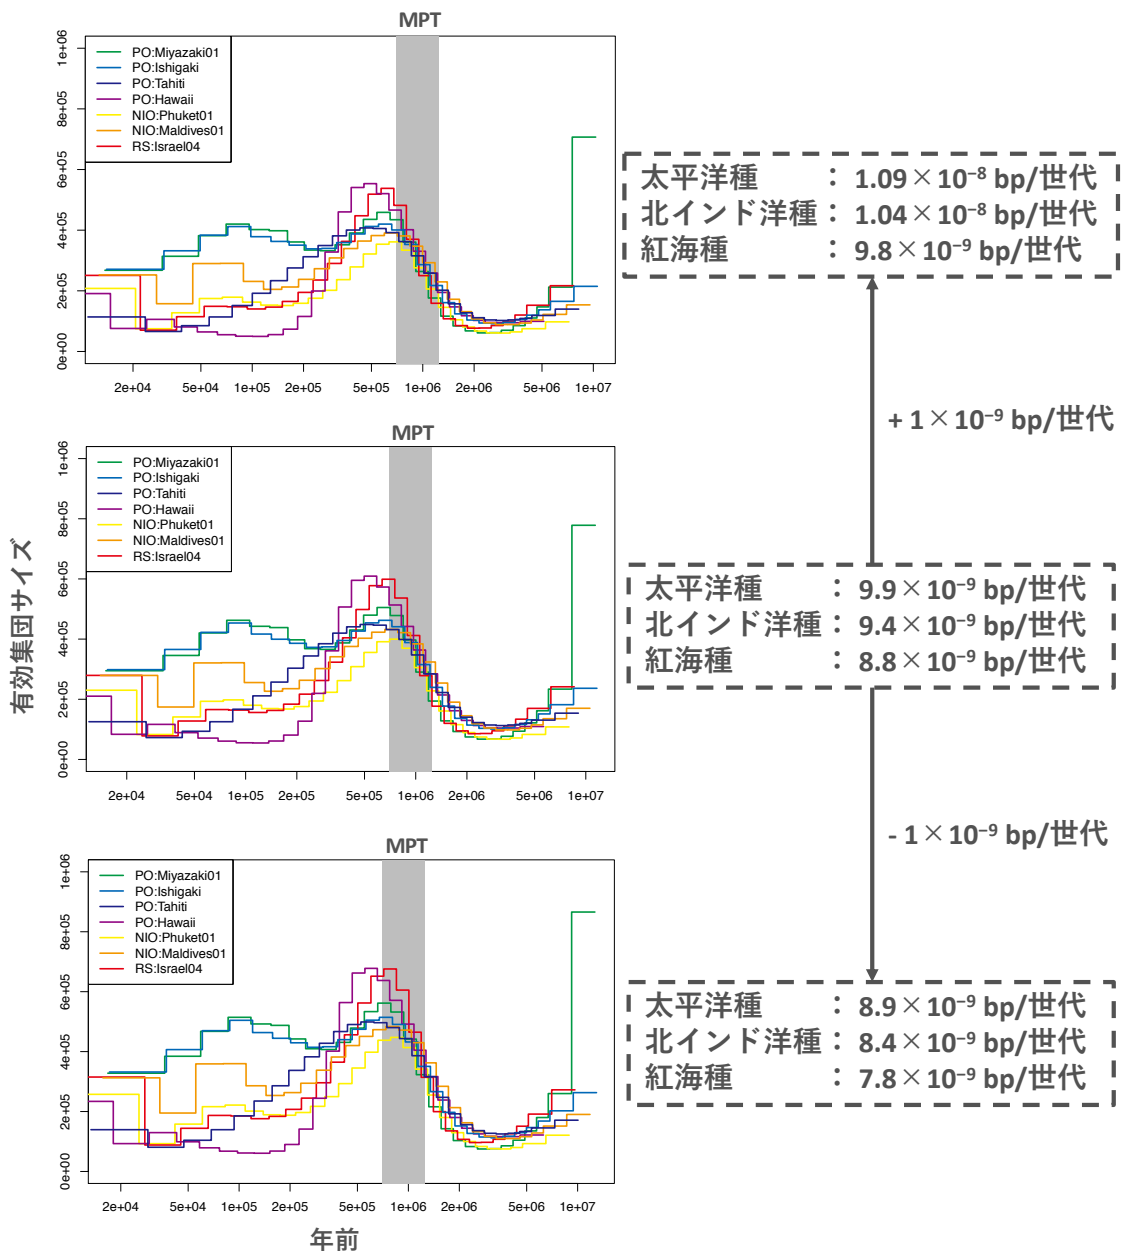 MPT
1e+06
8e+05
6e+05
4e+05
2e+05
0e+00
PO:Miyazaki01
PO:Ishigaki
PO:Tahiti
PO:Hawaii
NIO:Phuket01
NIO:Maldives01
RS:Israel04
2e+04 5e+04 1e+05 2e+05 5e+05 1e+06 2e+06 5e+06 1e+07
太平洋種 : 1.09×10⁻⁸ bp/世代
北インド洋種 : 1.04×10⁻⁸ bp/世代
紅海種 : 9.8×10⁻⁹ bp/世代
+ 1×10⁻⁹ bp/世代
MPT
1e+06
8e+05
6e+05
4e+05
2e+05
0e+00
PO:Miyazaki01
PO:Ishigaki
PO:Tahiti
PO:Hawaii
NIO:Phuket01
NIO:Maldives01
RS:Israel04
2e+04 5e+04 1e+05 2e+05 5e+05 1e+06 2e+06 5e+06 1e+07
有効集団サイズ
太平洋種 : 9.9×10⁻⁹ bp/世代
北インド洋種 : 9.4×10⁻⁹ bp/世代
紅海種 : 8.8×10⁻⁹ bp/世代
- 1×10⁻⁹ bp/世代
MPT
1e+06
8e+05
6e+05
4e+05
2e+05
0e+00
PO:Miyazaki01
PO:Ishigaki
PO:Tahiti
PO:Hawaii
NIO:Phuket01
NIO:Maldives01
RS:Israel04
2e+04 5e+04 1e+05 2e+05 5e+05 1e+06 2e+06 5e+06 1e+07
太平洋種 : 8.9×10⁻⁹ bp/世代
北インド洋種 : 8.4×10⁻⁹ bp/世代
紅海種 : 7.8×10⁻⁹ bp/世代
年前